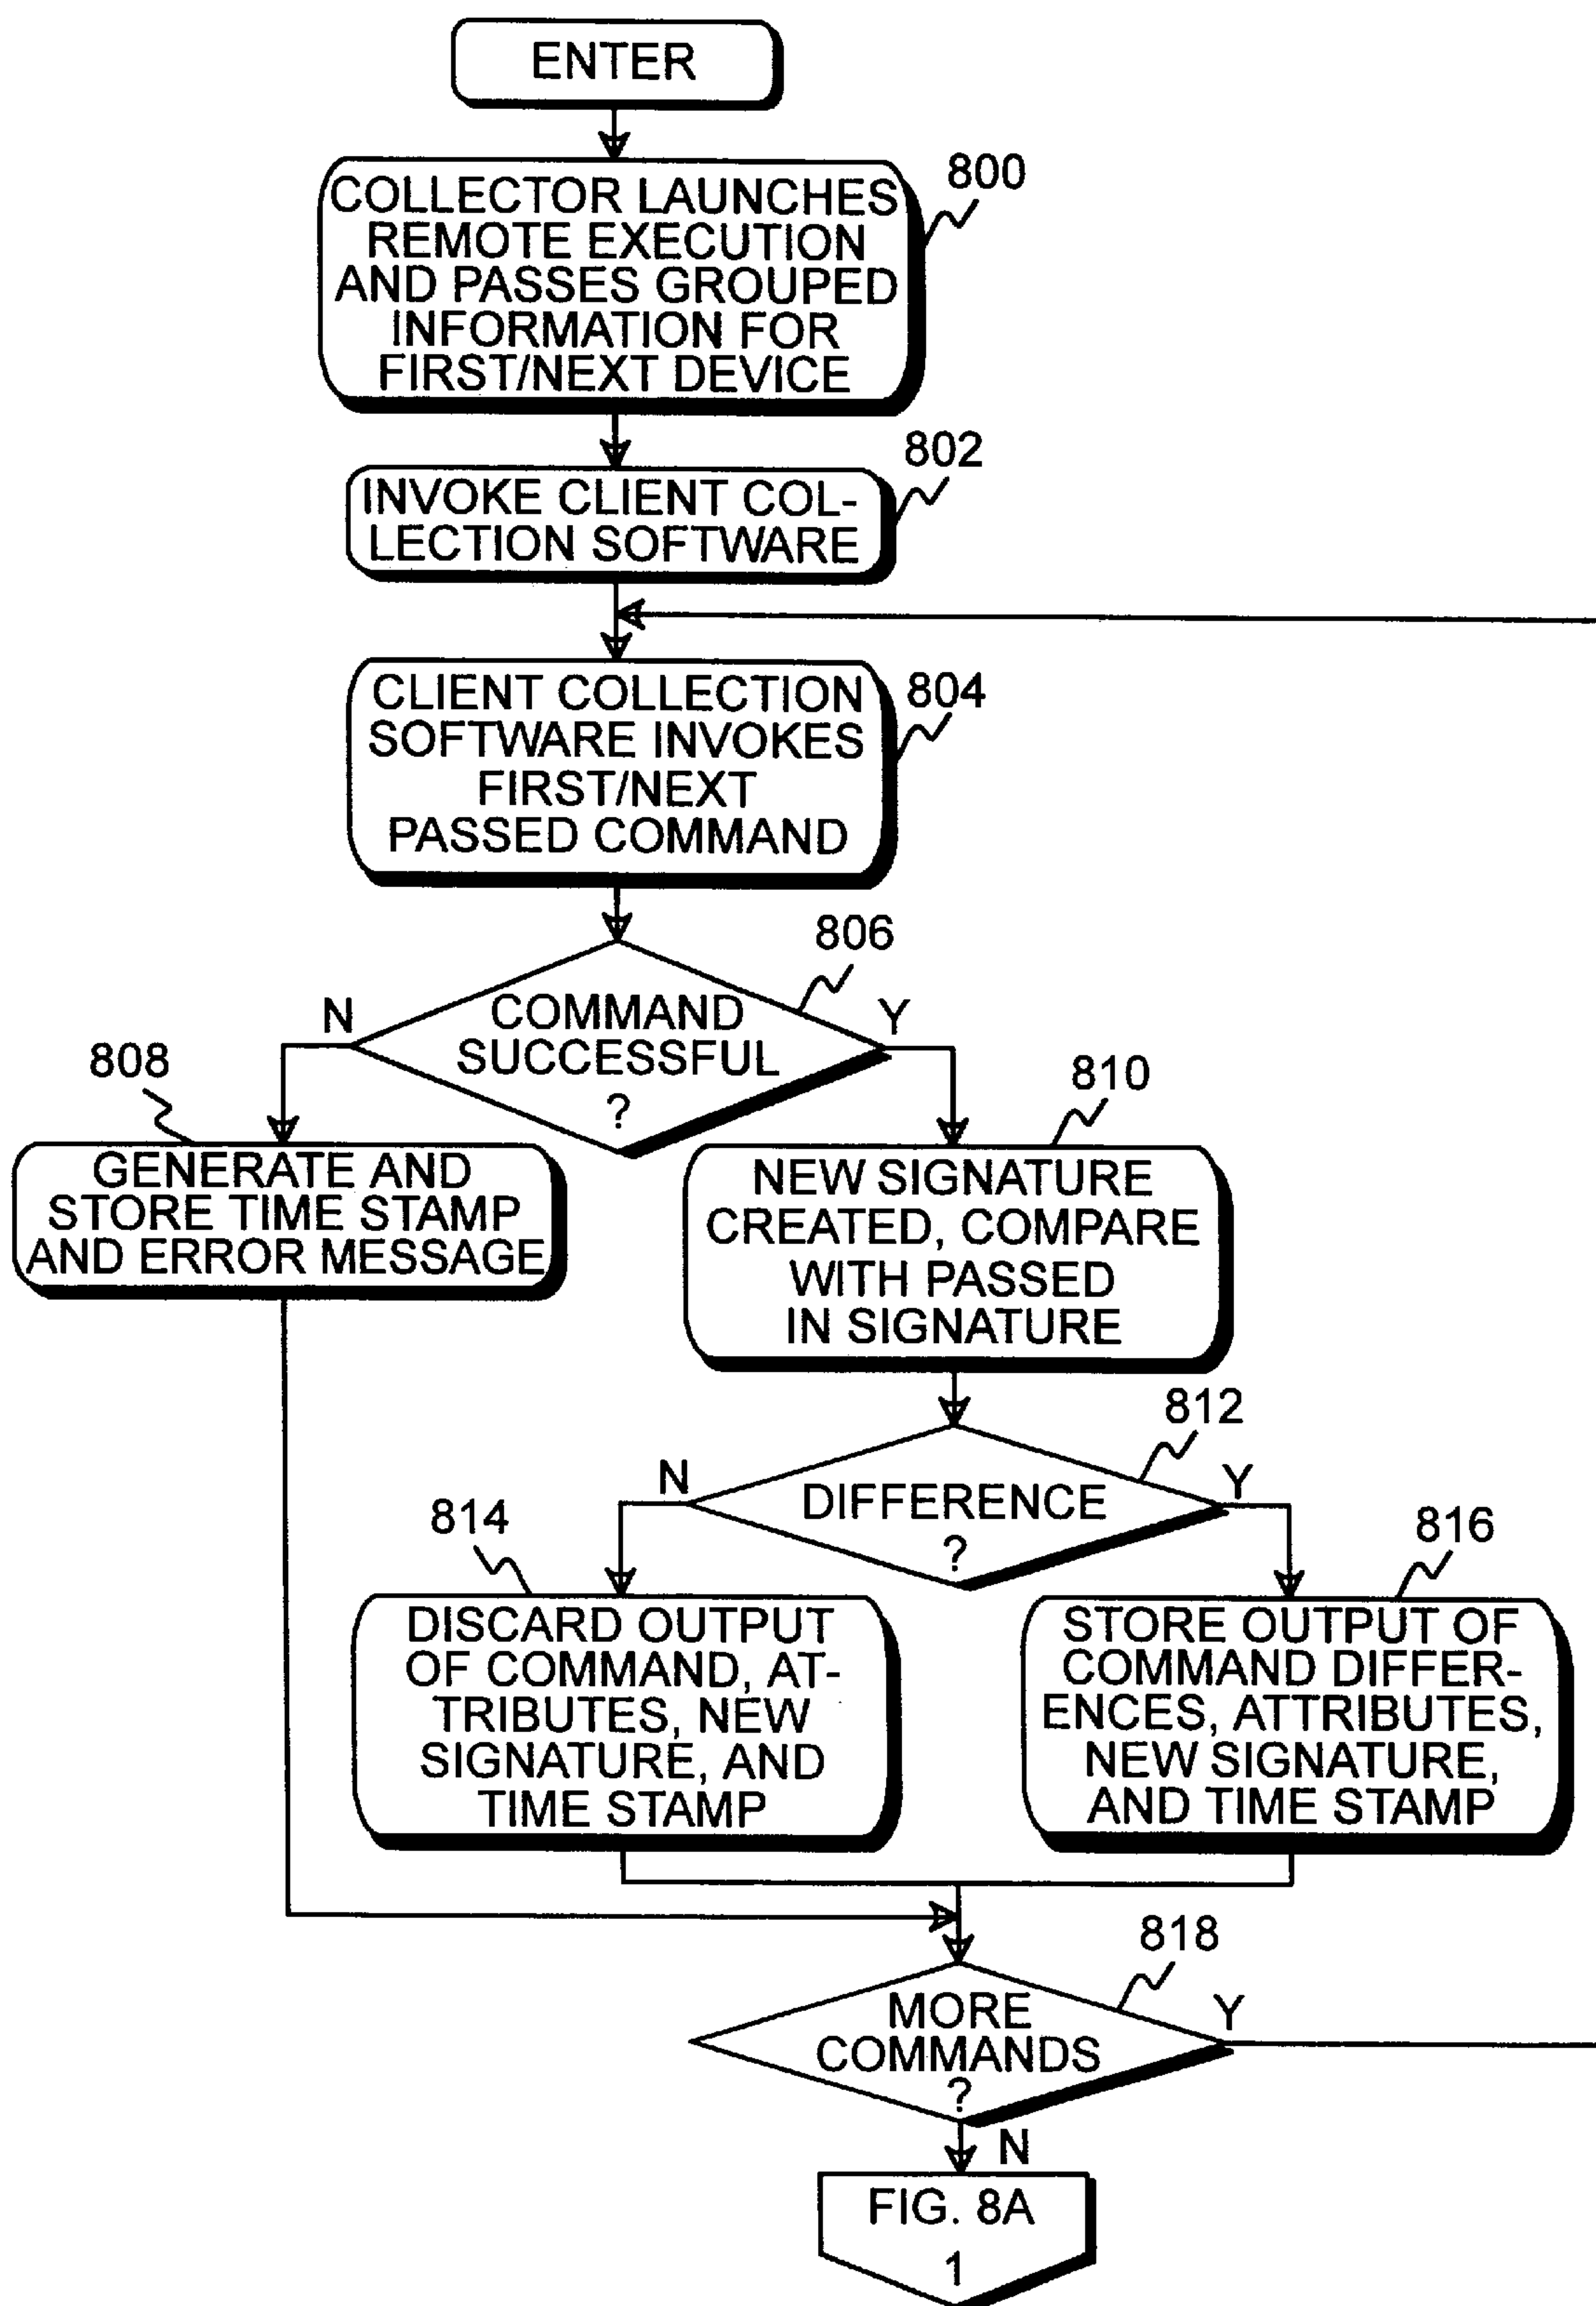 ENTER
800
COLLECTOR LAUNCHES
REMOTE EXECUTION
AND PASSES GROUPED
INFORMATION FOR
FIRST/NEXT DEVICE
802
INVOKE CLIENT COL-
LECTION SOFTWARE
804
CLIENT COLLECTION
SOFTWARE INVOKES
FIRST/NEXT
PASSED COMMAND
806
N
Y
COMMAND
SUCCESSFUL
?
808
GENERATE AND
STORE TIME STAMP
AND ERROR MESSAGE
810
NEW SIGNATURE
CREATED, COMPARE
WITH PASSED
IN SIGNATURE
812
N
Y
DIFFERENCE
?
814
DISCARD OUTPUT
OF COMMAND, AT-
TRIBUTES, NEW
SIGNATURE, AND
TIME STAMP
816
STORE OUTPUT OF
COMMAND DIFFER-
ENCES, ATTRIBUTES,
NEW SIGNATURE,
AND TIME STAMP
818
MORE
COMMANDS
?
Y
N
FIG. 8A
1